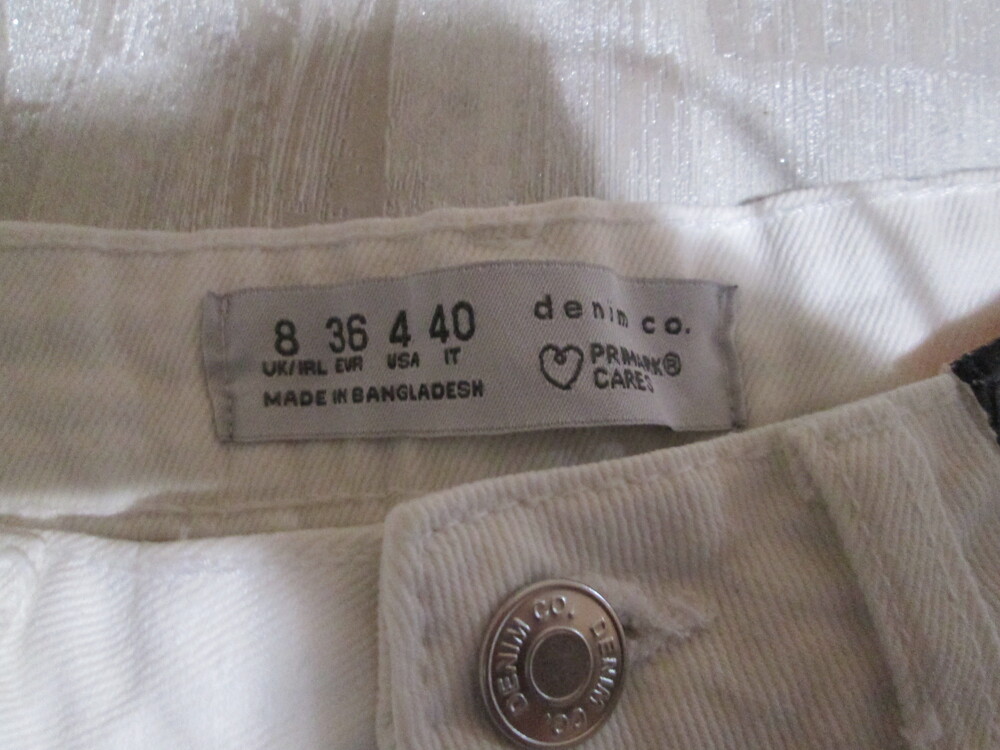 8 36 4 40
UK/IRL EUR USA IT
MADE IN BANGLADESH
denim co.
PRIMARK®
CARES
DENIM CO. DENIM CO.